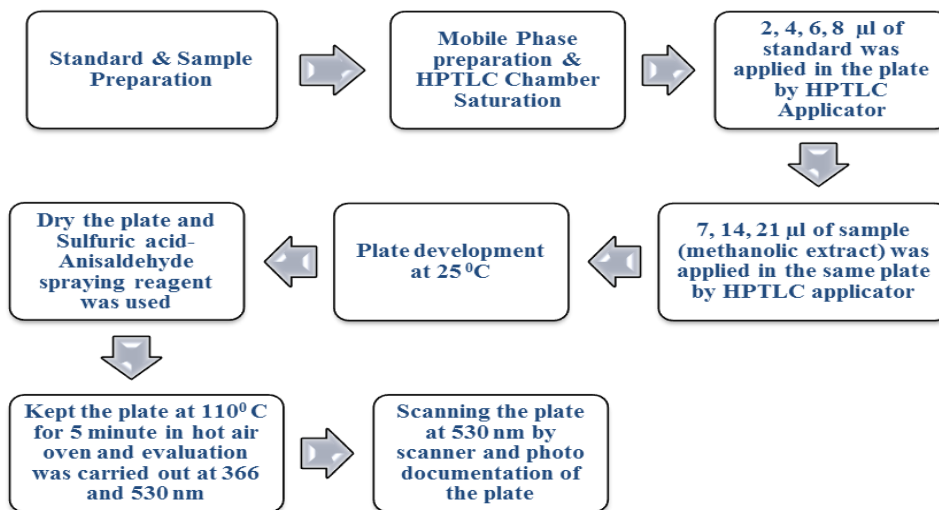 Standard & Sample
Preparation
Mobile Phase
preparation &
HPTLC Chamber
Saturation
2, 4, 6, 8 µl of
standard was
applied in the plate
by HPTLC
Applicator
7, 14, 21 µl of sample
(methanolic extract) was
applied in the same plate
by HPTLC applicator
Plate development
at 25⁰C
Dry the plate and
Sulfuric acid-
Anisaldehyde
spraying reagent
was used
Kept the plate at 110⁰ C
for 5 minute in hot air
oven and evaluation
was carried out at 366
and 530 nm
Scanning the plate
at 530 nm by
scanner and photo
documentation of
the plate